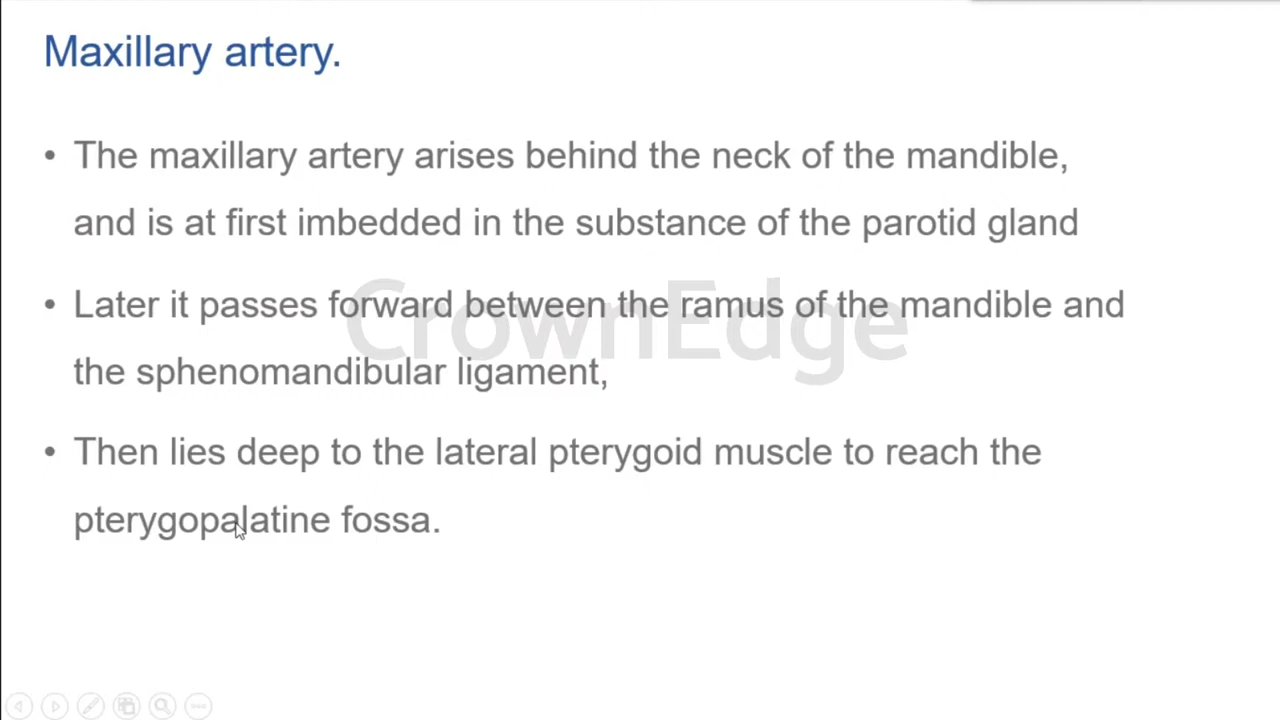 Maxillary artery.
• The maxillary artery arises behind the neck of the mandible,
and is at first imbedded in the substance of the parotid gland
• Later it passes forward between the ramus of the mandible and
the sphenomandibular ligament,
• Then lies deep to the lateral pterygoid muscle to reach the
pterygopalatine fossa.
CrownEdge